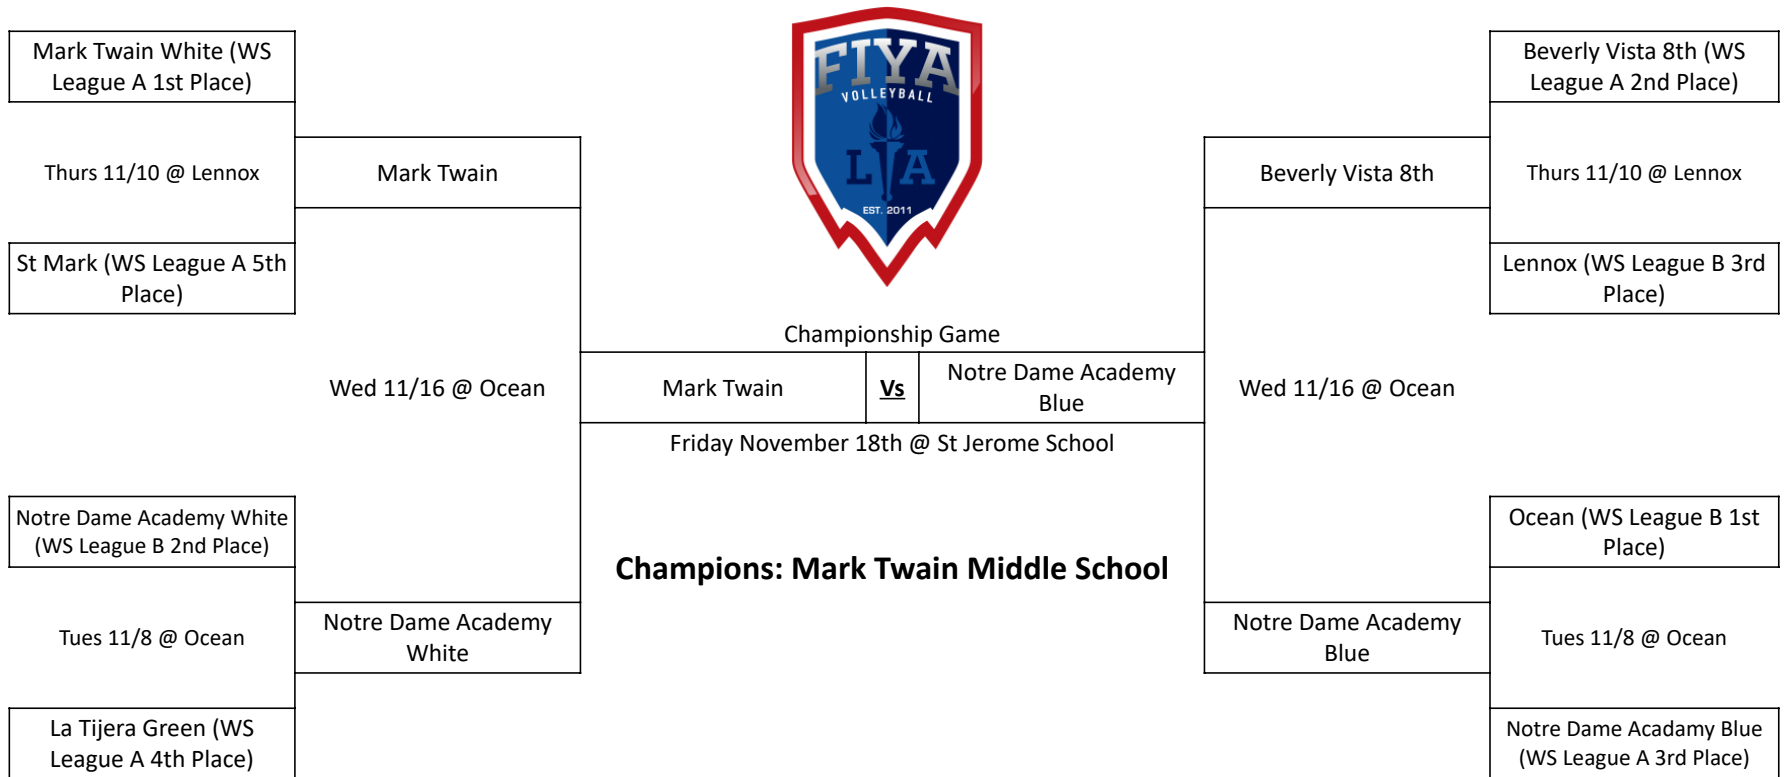 Mark Twain White (WS
League A 1st Place)
Thurs 11/10 @ Lennox
St Mark (WS League A 5th
Place)
Mark Twain
Wed 11/16 @ Ocean
Notre Dame Academy White
(WS League B 2nd Place)
Tues 11/8 @ Ocean
La Tijera Green (WS
League A 4th Place)
Notre Dame Academy
White
FIYA
VOLLEYBALL
LA
EST. 2011
Championship Game
Mark Twain
Vs
Notre Dame Academy
Blue
Friday November 18th @ St Jerome School
Champions: Mark Twain Middle School
Beverly Vista 8th
Wed 11/16 @ Ocean
Notre Dame Academy
Blue
Beverly Vista 8th (WS
League A 2nd Place)
Thurs 11/10 @ Lennox
Lennox (WS League B 3rd
Place)
Ocean (WS League B 1st
Place)
Tues 11/8 @ Ocean
Notre Dame Acadamy Blue
(WS League A 3rd Place)